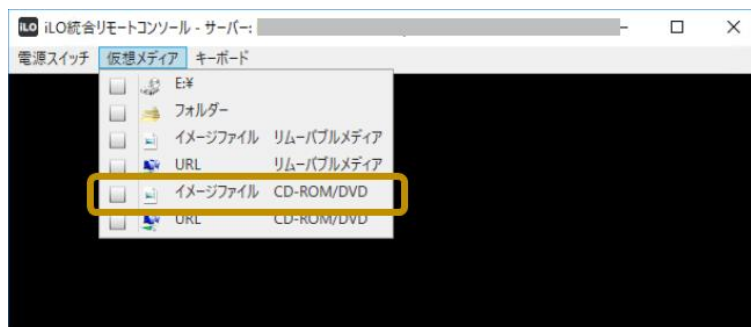 iLO iLO統合リモートコンソール - サーバー:
電源スイッチ 仮想メディア キーボード
E:¥
フォルダー
イメージファイル リムーバブルメディア
URL リムーバブルメディア
イメージファイル CD-ROM/DVD
URL CD-ROM/DVD